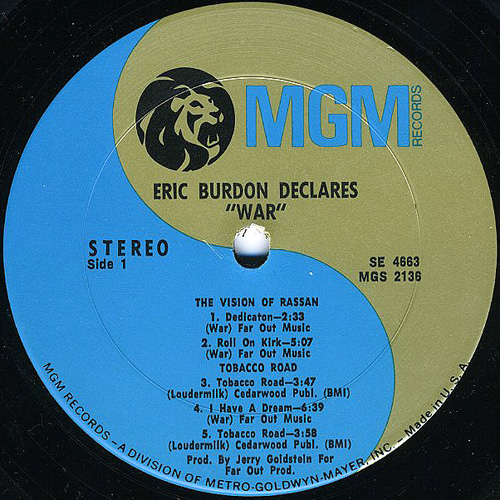 MGM
RECORDS
ERIC BURDON DECLARES
"WAR"
STEREO
Side 1
SE 4663
MGS 2136
THE VISION OF RASSAN
1. Dedicaton—2:33
(War) Far Out Music
2. Roll On Kirk—5:07
(War) Far Out Music
TOBACCO ROAD
3. Tobacco Road—3:47
(Loudermilk) Cedarwood Publ. (BMI)
4. I Have A Dream—6:39
(War) Far Out Music
5. Tobacco Road—3:58
(Loudermilk) Cedarwood Publ. (BMI)
Prod. By Jerry Goldstein For
Far Out Prod.
MGM RECORDS – A DIVISION OF METRO-GOLDWYN-MAYER, INC. – Made in U.S.A.